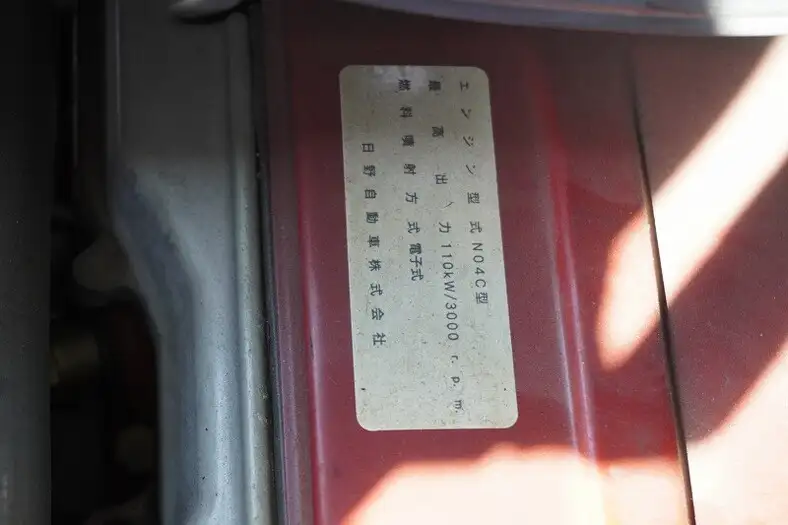 エンジン型式 N04C型
最高出力 110kW/3000 r.p.m.
燃料噴射方式 電子式
日野自動車株式会社